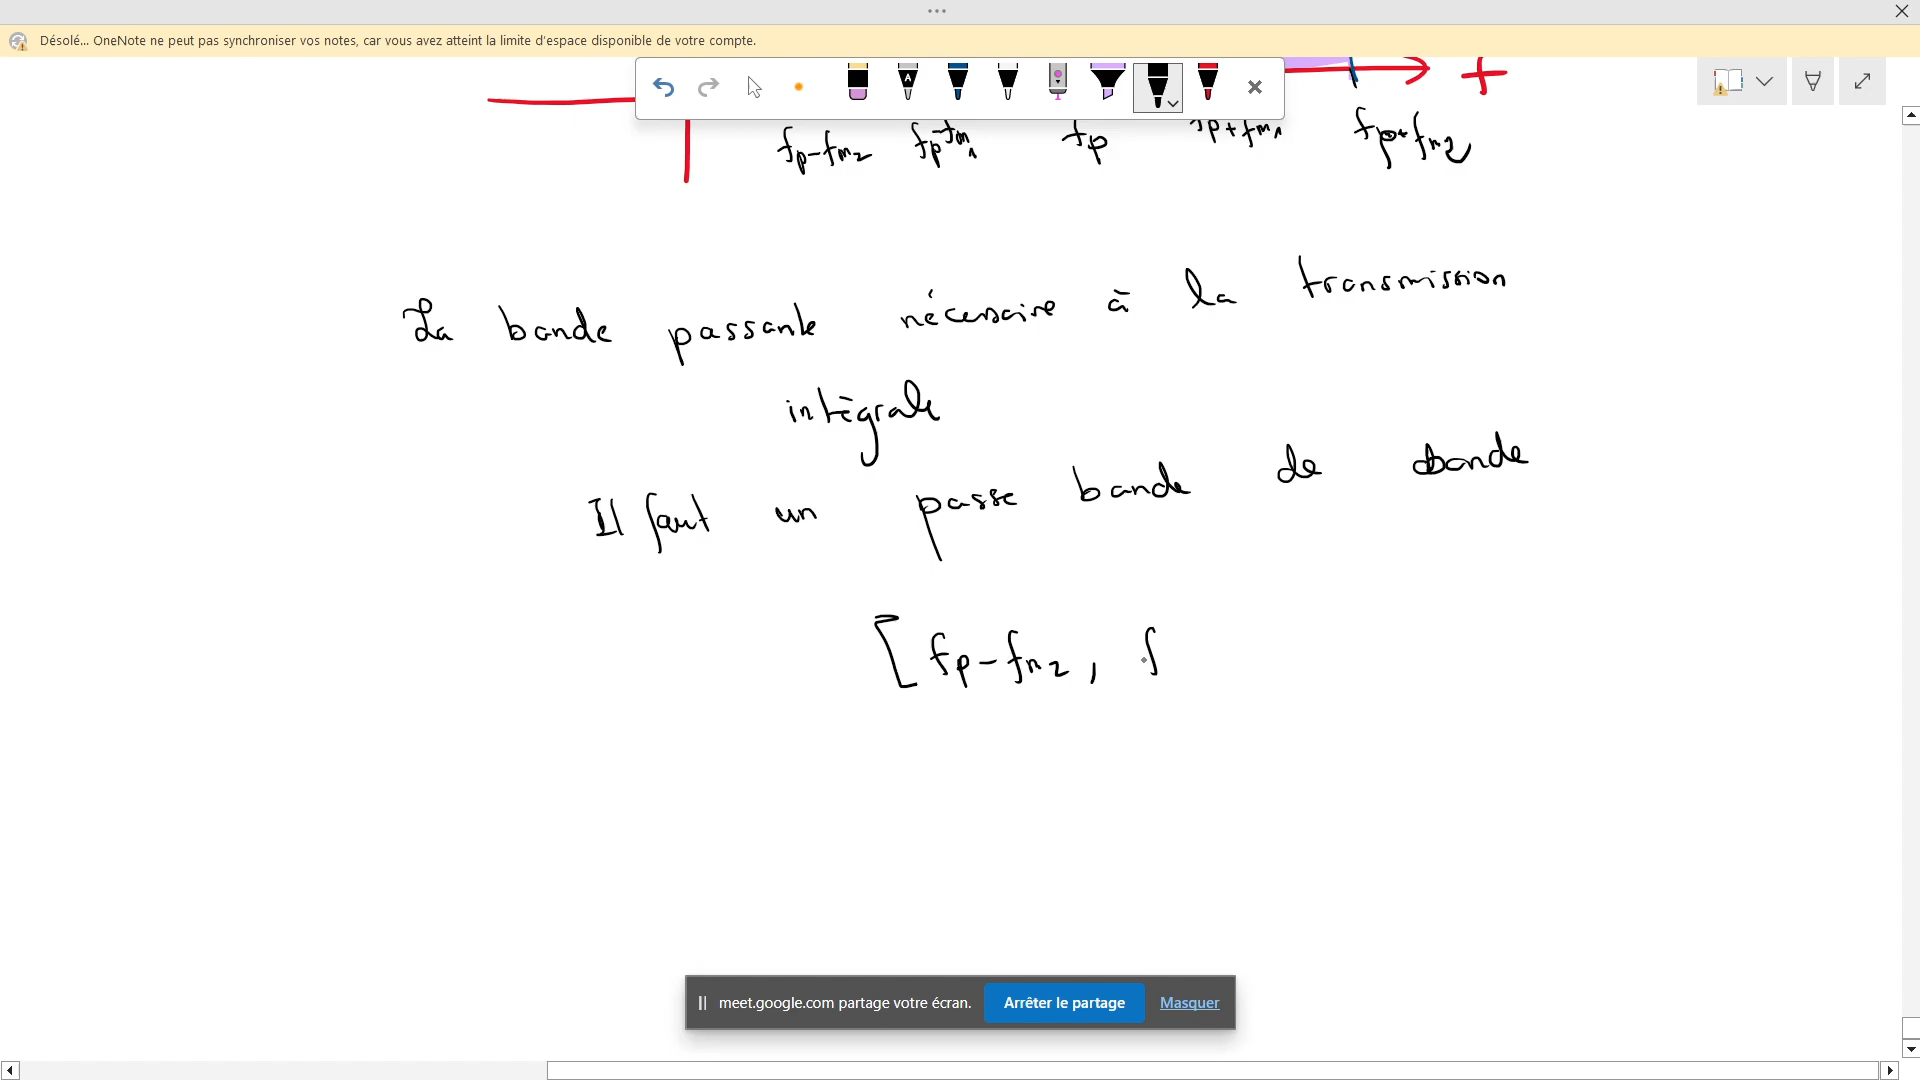 Désolé... OneNote ne peut pas synchroniser vos notes, car vous avez atteint la limite d'espace disponible de votre compte.
A
+
fp-fm2 fp-fm1 fp fp+fm1 fp+fm2
La bande passante nécessaire à la transmission
intégrale
Il faut un passe bande de bande
[fp-fm2, f
meet.google.com partage votre écran. Arrêter le partage Masquer